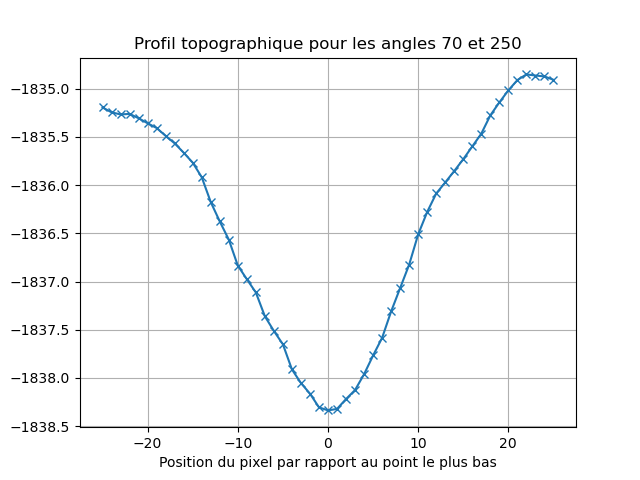 Profil topographique pour les angles 70 et 250
−1835.0
−1835.5
−1836.0
−1836.5
−1837.0
−1837.5
−1838.0
−1838.5
−20 −10 0 10 20
Position du pixel par rapport au point le plus bas